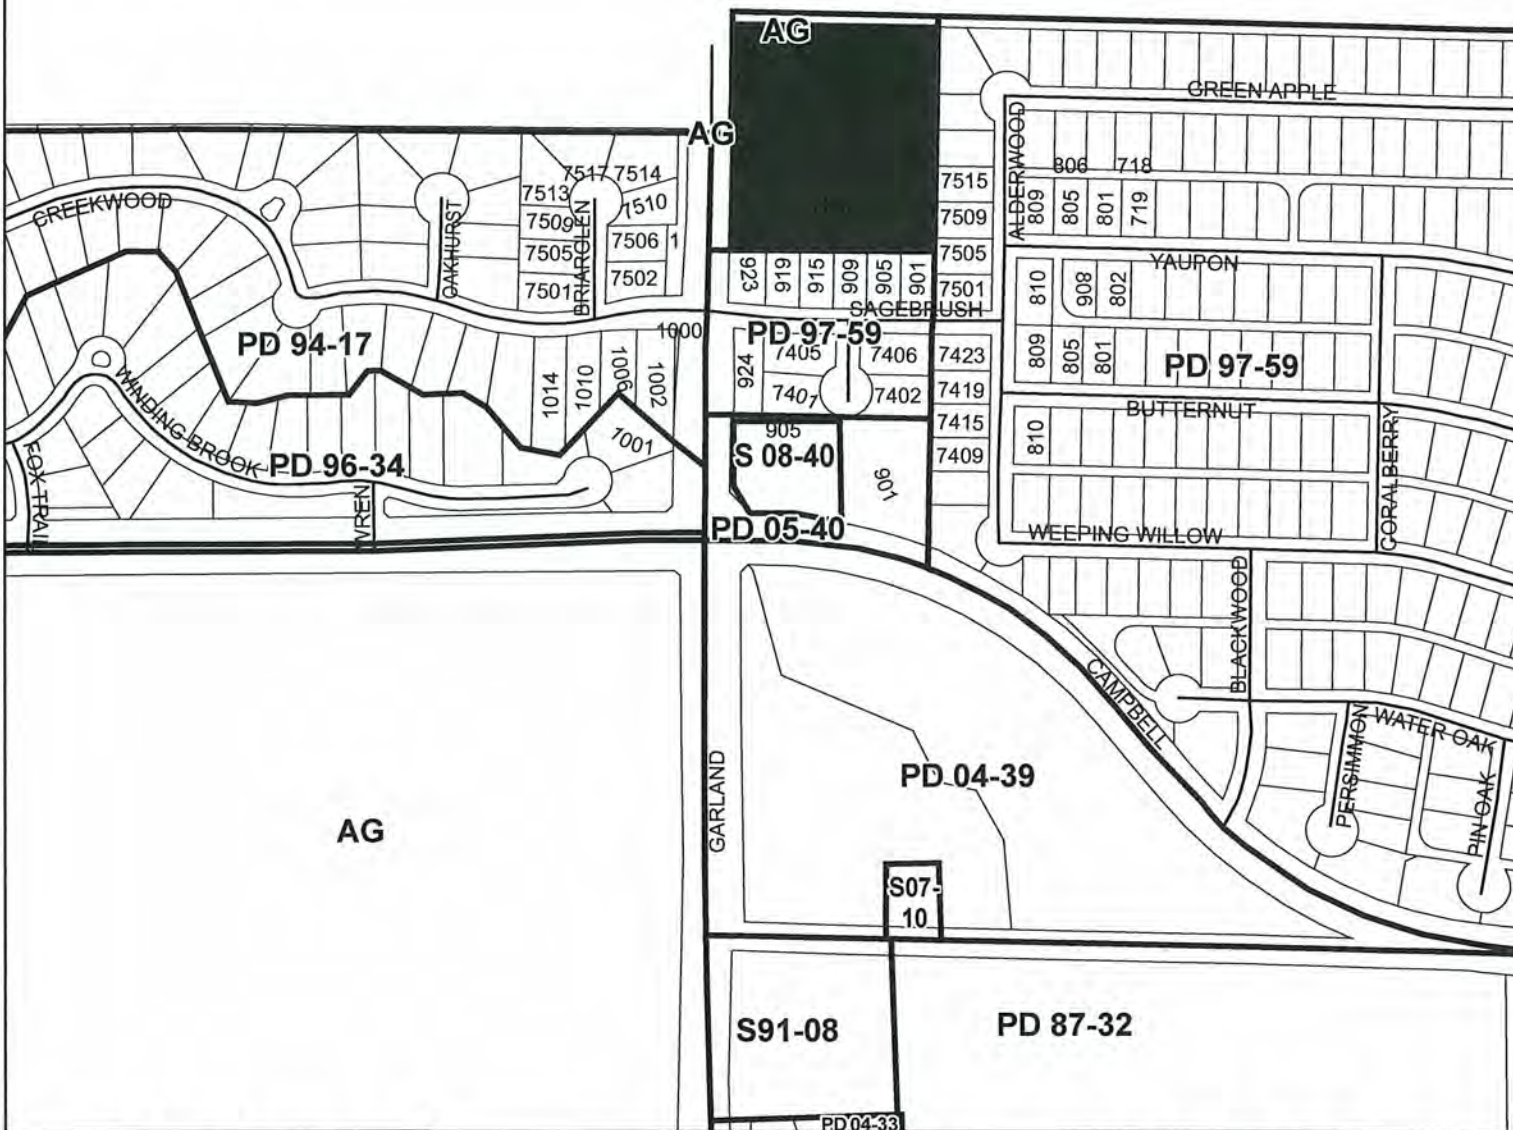 AG
GREEN APPLE
AG
ALDERWOOD
806 718
7517 7514
7513
7510
7509
7506 1
7505
7502
7501
7515
7509
7505
7501
809
805
801
719
CREEKWOOD
OAKHURST
BRIARGLEN
923
919
915
909
905
901
YAUPON
810
908
802
SAGEBRUSH
1000
PD 94-17
PD 97-59
PD 97-59
7405
7406
924
7401
7402
7423
7419
7415
7409
809
805
801
1014
1010
1006
1002
1001
BUTTERNUT
810
CORALBERRY
WINDING BROOK
FOX TRAIL
PD 96-34
WREN
905
S 08-40
901
PD 05-40
WEEPING WILLOW
BLACKWOOD
CAMPBELL
PERSIMMON
WATER OAK
PIN OAK
GARLAND
PD 04-39
AG
S07-
10
S91-08
PD 87-32
PD 04-33